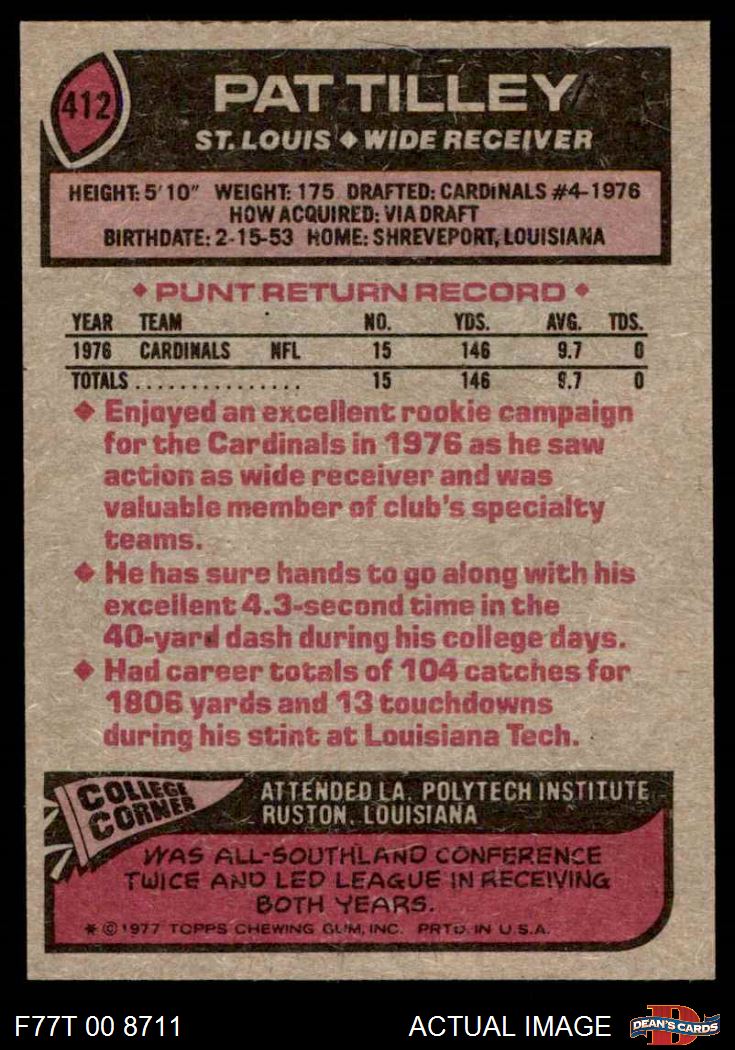 412
PAT TILLEY
ST. LOUIS ◆ WIDE RECEIVER
HEIGHT: 5'10" WEIGHT: 175 DRAFTED: CARDINALS #4-1976
HOW ACQUIRED: VIA DRAFT
BIRTHDATE: 2-15-53 HOME: SHREVEPORT, LOUISIANA
◆ PUNT RETURN RECORD ◆
YEAR TEAM NO. YDS. AVG. TDS.
1976 CARDINALS NFL 15 146 9.7 0
TOTALS ............... 15 146 9.7 0
◆ Enjoyed an excellent rookie campaign
for the Cardinals in 1976 as he saw
action as wide receiver and was
valuable member of club's specialty
teams.
◆ He has sure hands to go along with his
excellent 4.3-second time in the
40-yard dash during his college days.
◆ Had career totals of 104 catches for
1806 yards and 13 touchdowns
during his stint at Louisiana Tech.
COLLEGE
CORNER
ATTENDED LA. POLYTECH INSTITUTE
RUSTON, LOUISIANA
WAS ALL-SOUTHLAND CONFERENCE
TWICE AND LED LEAGUE IN RECEIVING
BOTH YEARS.
* © 1977 TOPPS CHEWING GUM, INC. PRTD. IN U.S.A.
F77T 00 8711
ACTUAL IMAGE
D
DEAN'S CARDS